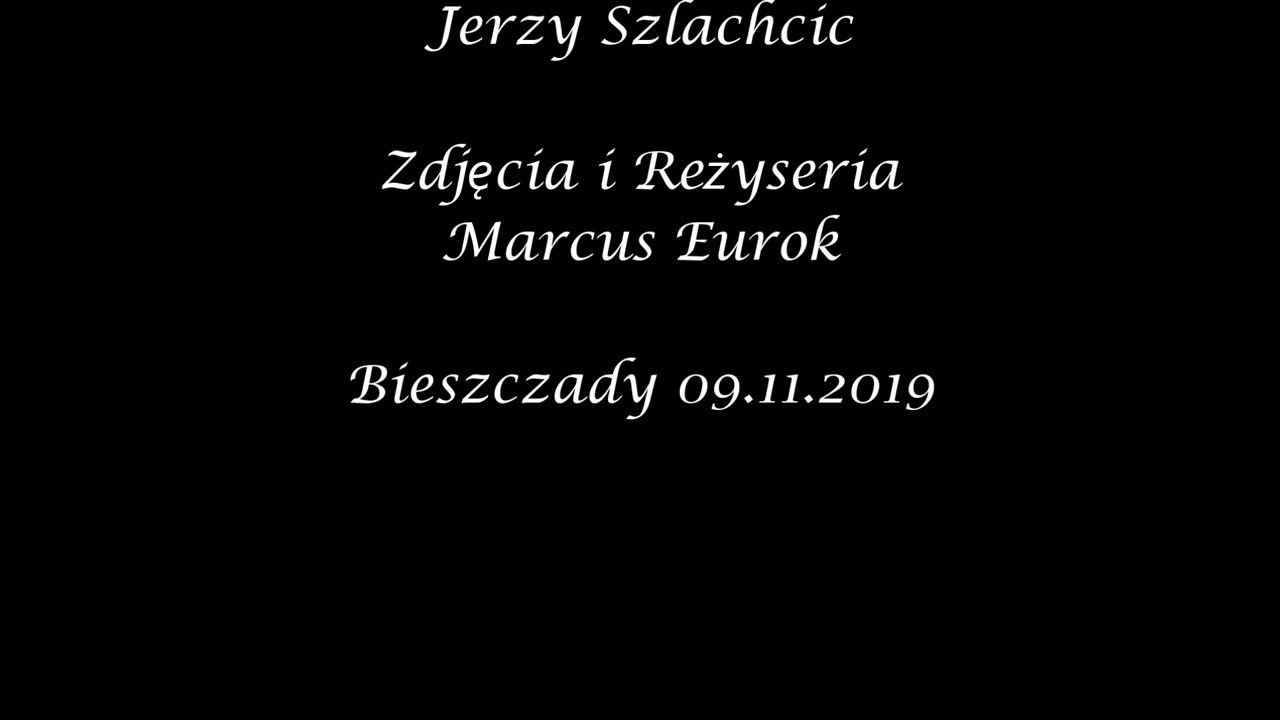 Jerzy Szlachcic
Zdjęcia i Reżyseria
Marcus Eurok
Bieszczady 09.11.2019